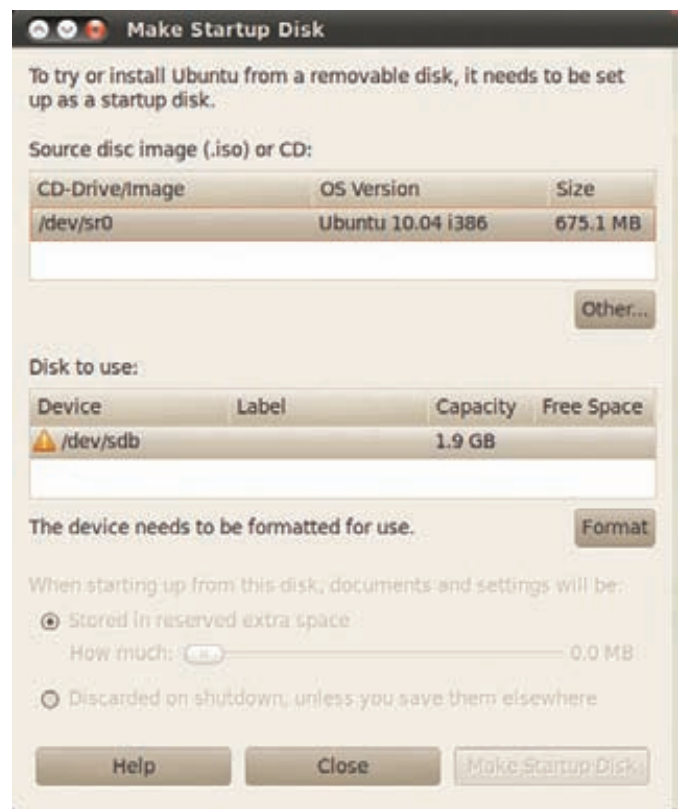 Make Startup Disk
To try or install Ubuntu from a removable disk, it needs to be set
up as a startup disk.
Source disc image (.iso) or CD:
CD-Drive/Image OS Version Size
/dev/sr0 Ubuntu 10.04 i386 675.1 MB
Other...
Disk to use:
Device Label Capacity Free Space
/dev/sdb 1.9 GB
The device needs to be formatted for use. Format
When starting up from this disk, documents and settings will be:
Stored in reserved extra space
How much: 0.0 MB
Discarded on shutdown, unless you save them elsewhere
Help Close Make Startup Disk